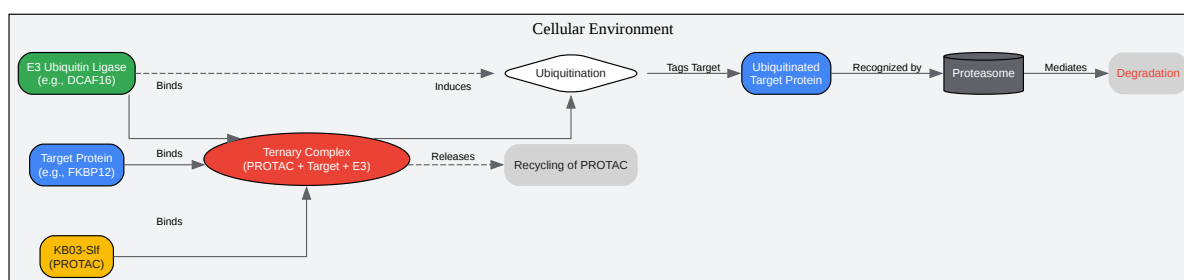 Cellular Environment
E3 Ubiquitin Ligase
(e.g., DCAF16)
Binds
Induces
Ubiquitination
Tags Target
Ubiquitinated
Target Protein
Recognized by
Proteasome
Mediates
Degradation
Target Protein
(e.g., FKBP12)
Binds
Ternary Complex
(PROTAC + Target + E3)
Releases
Recycling of PROTAC
Binds
KB03-Slf
(PROTAC)